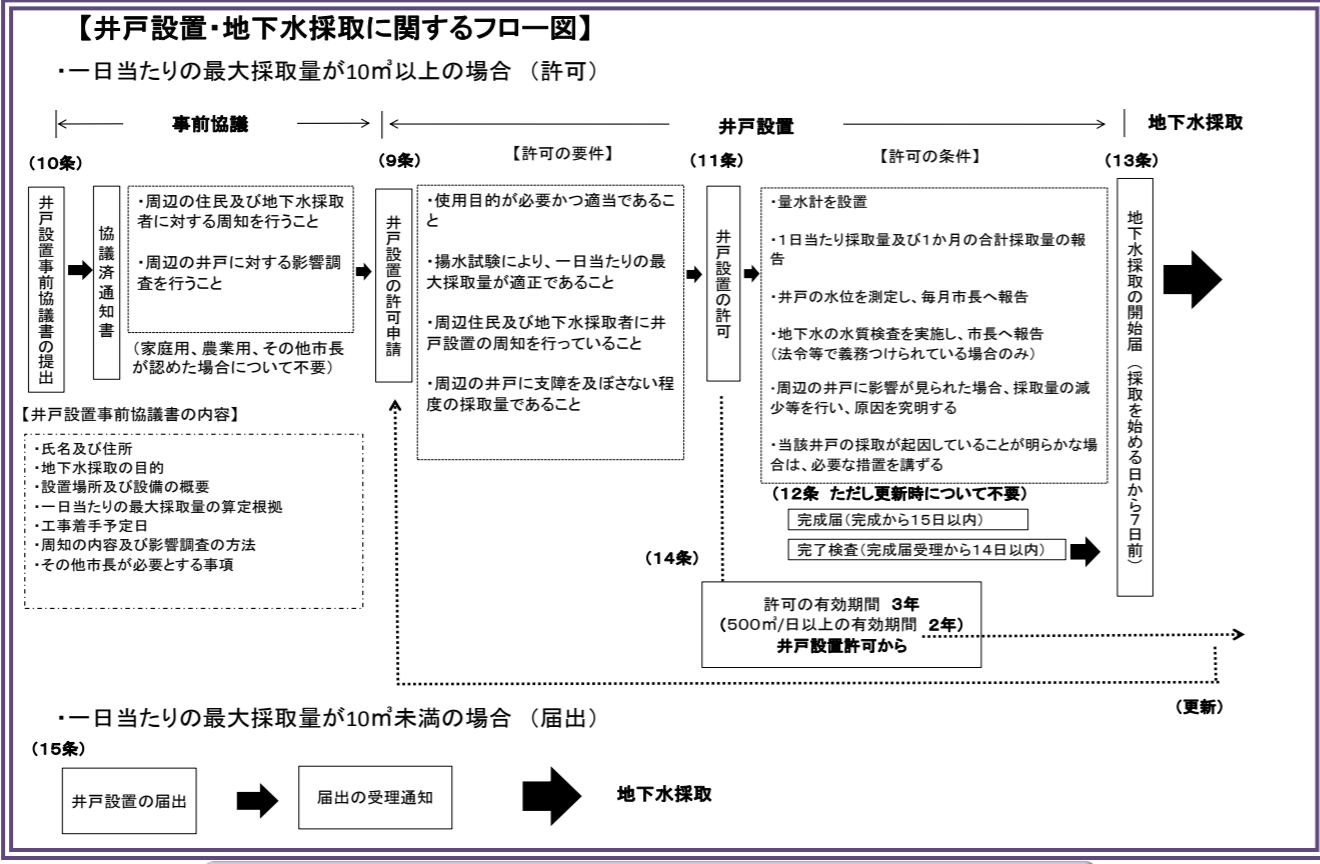 【井戸設置・地下水採取に関するフロー図】
・一日当たりの最大採取量が10㎥以上の場合 （許可）
事前協議
井戸設置
地下水採取
（10条）
井戸設置事前協議書の提出
協議済通知書
・周辺の住民及び地下水採取
者に対する周知を行うこと
・周辺の井戸に対する影響調
査を行うこと
（家庭用、農業用、その他市長
が認めた場合について不要）
【井戸設置事前協議書の内容】
・氏名及び住所
・地下水採取の目的
・設置場所及び設備の概要
・一日当たりの最大採取量の算定根拠
・工事着手予定日
・周知の内容及び影響調査の方法
・その他市長が必要とする事項
（9条）
井戸設置の許可申請
【許可の要件】
・使用目的が必要かつ適当であるこ
と
・揚水試験により、一日当たりの最
大採取量が適正であること
・周辺住民及び地下水採取者に井
戸設置の周知を行っていること
・周辺の井戸に支障を及ぼさない程
度の採取量であること
（11条）
井戸設置の許可
【許可の条件】
・量水計を設置
・1日当たり採取量及び1か月の合計採取量の報
告
・井戸の水位を測定し、毎月市長へ報告
・地下水の水質検査を実施し、市長へ報告
（法令等で義務つけられている場合のみ）
・周辺の井戸に影響が見られた場合、採取量の減
少等を行い、原因を究明する
・当該井戸の採取が起因していることが明らかな場
合は、必要な措置を講ずる
（12条 ただし更新時について不要）
完成届（完成から15日以内）
完了検査（完成届受理から14日以内）
（13条）
地下水採取の開始届（採取を始める日から7日前）
（14条）
許可の有効期間 3年
（500㎥/日以上の有効期間 2年）
井戸設置許可から
（更新）
・一日当たりの最大採取量が10㎥未満の場合 （届出）
（15条）
井戸設置の届出
届出の受理通知
地下水採取